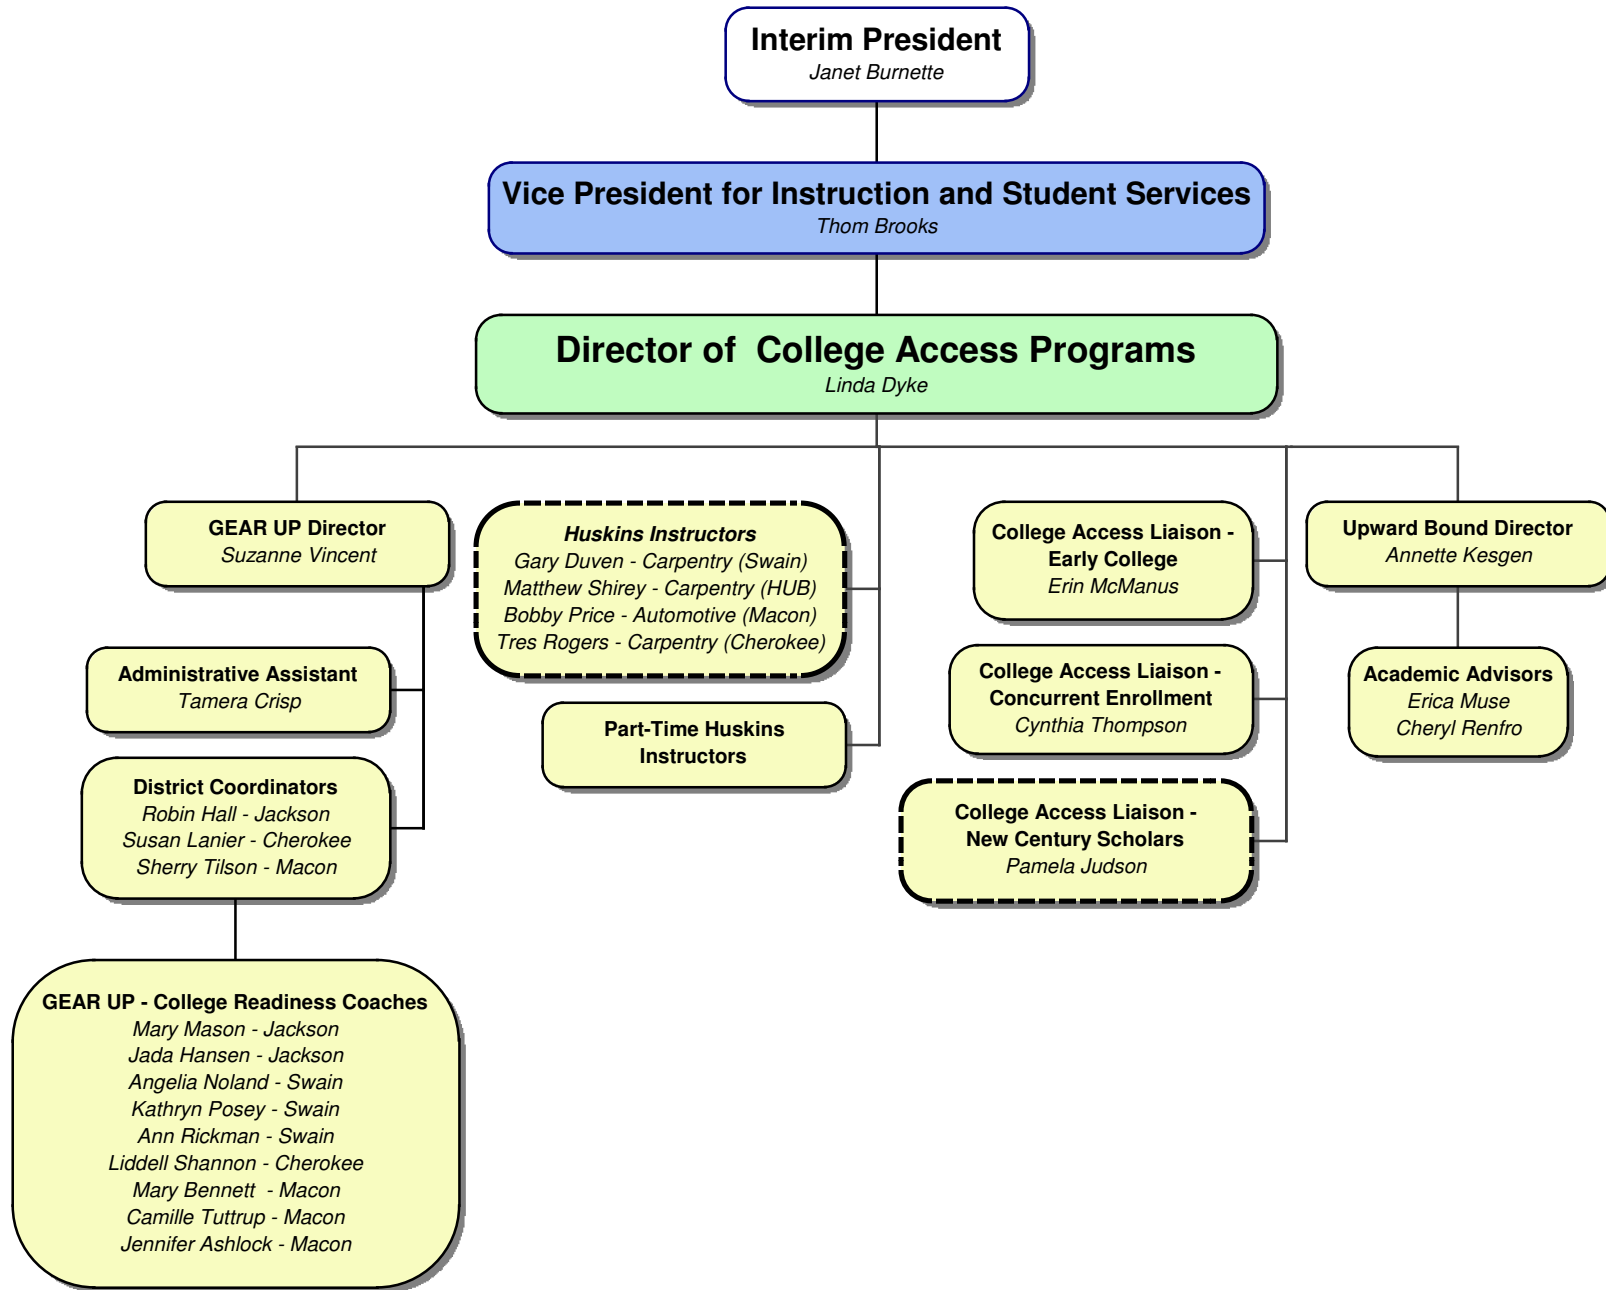 Interim President
Janet Burnette
Vice President for Instruction and Student Services
Thom Brooks
Director of  College Access Programs
Linda Dyke
GEAR UP Director
Suzanne Vincent
Administrative Assistant
Tamera Crisp
District Coordinators
Robin Hall - Jackson
Susan Lanier - Cherokee
Sherry Tilson - Macon
GEAR UP - College Readiness Coaches
Mary Mason - Jackson
Jada Hansen - Jackson
Angelia Noland - Swain
Kathryn Posey - Swain
Ann Rickman - Swain
Liddell Shannon - Cherokee
Mary Bennett  - Macon
Camille Tuttrup - Macon
Jennifer Ashlock - Macon
Huskins Instructors
Gary Duven - Carpentry (Swain)
Matthew Shirey - Carpentry (HUB)
Bobby Price - Automotive (Macon)
Tres Rogers - Carpentry (Cherokee)
Part-Time Huskins
Instructors
College Access Liaison -
Early College
Erin McManus
College Access Liaison -
Concurrent Enrollment
Cynthia Thompson
College Access Liaison -
New Century Scholars
Pamela Judson
Upward Bound Director
Annette Kesgen
Academic Advisors
Erica Muse
Cheryl Renfro